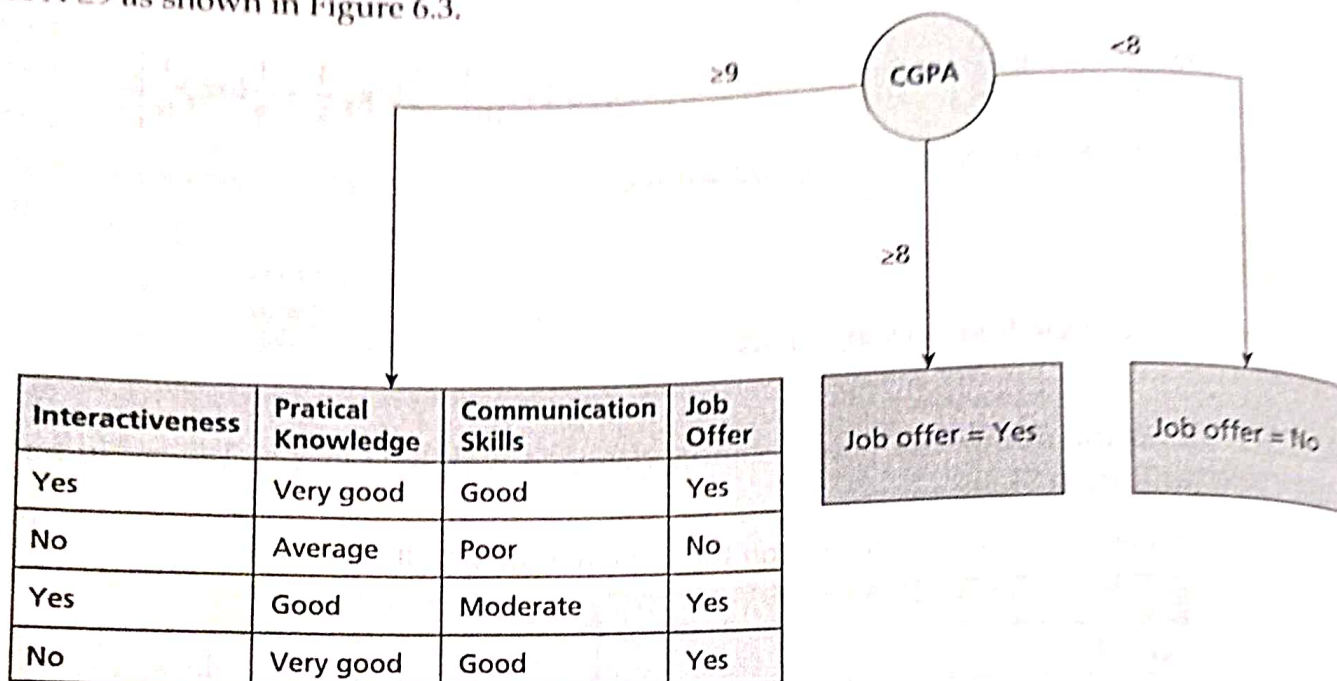 as shown in Figure 6.3.
≥9
CGPA
<8
≥8
Interactiveness Pratical Knowledge Communication Skills Job Offer
Yes Very good Good Yes
No Average Poor No
Yes Good Moderate Yes
No Very good Good Yes
Job offer = Yes
Job offer = No